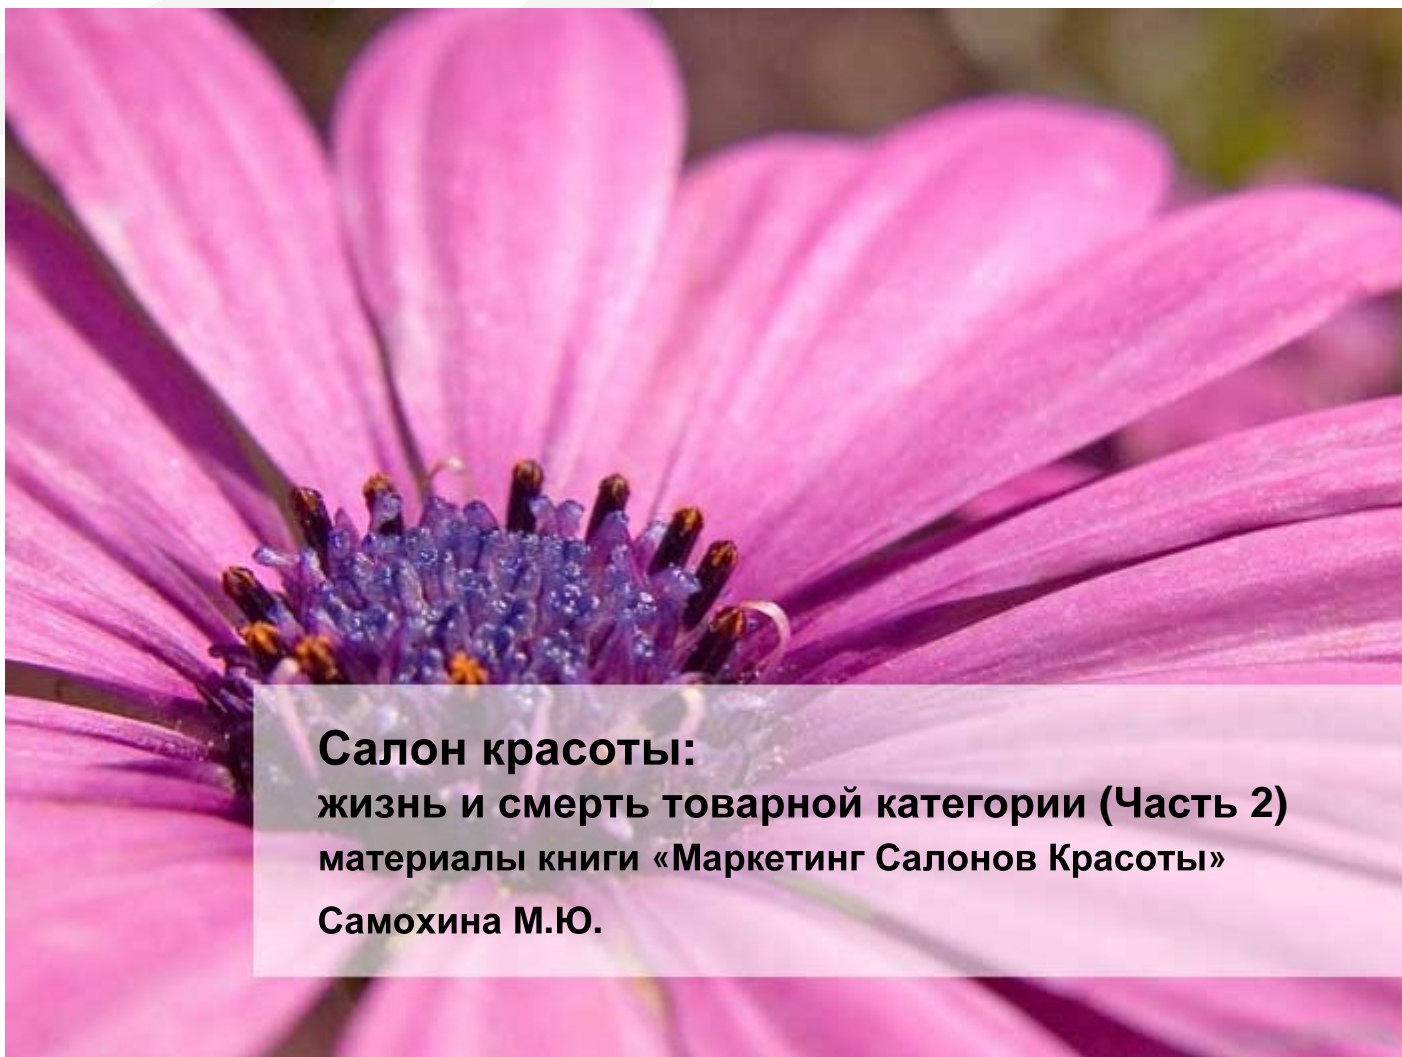 Салон красоты:
жизнь и смерть товарной категории (Часть 2)
материалы книги «Маркетинг Салонов Красоты»
Самохина М.Ю.